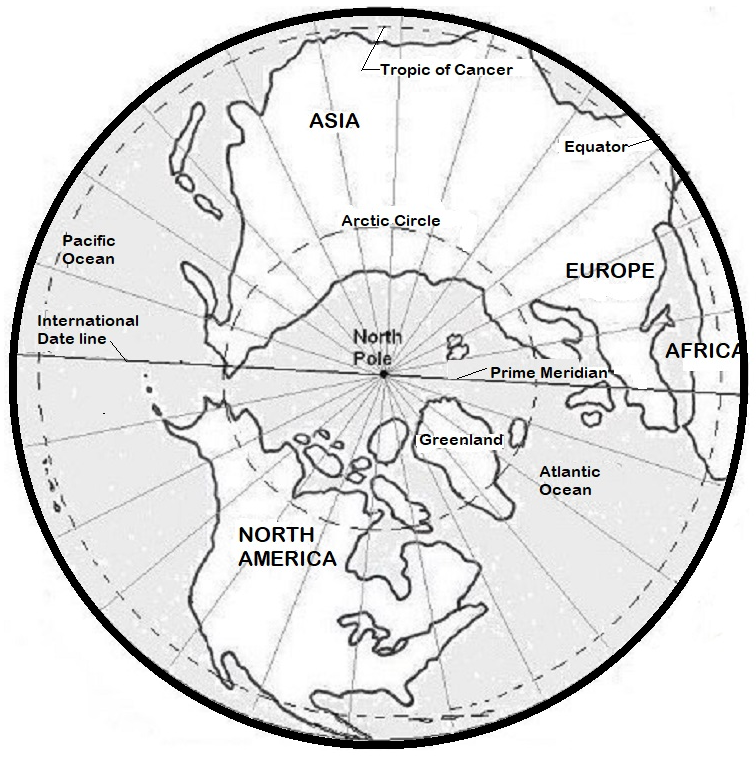 Tropic of Cancer
ASIA
Equator
Arctic Circle
Pacific
Ocean
EUROPE
International
Date line
North
Pole
AFRICA
Prime Meridian
Greenland
Atlantic
Ocean
NORTH
AMERICA